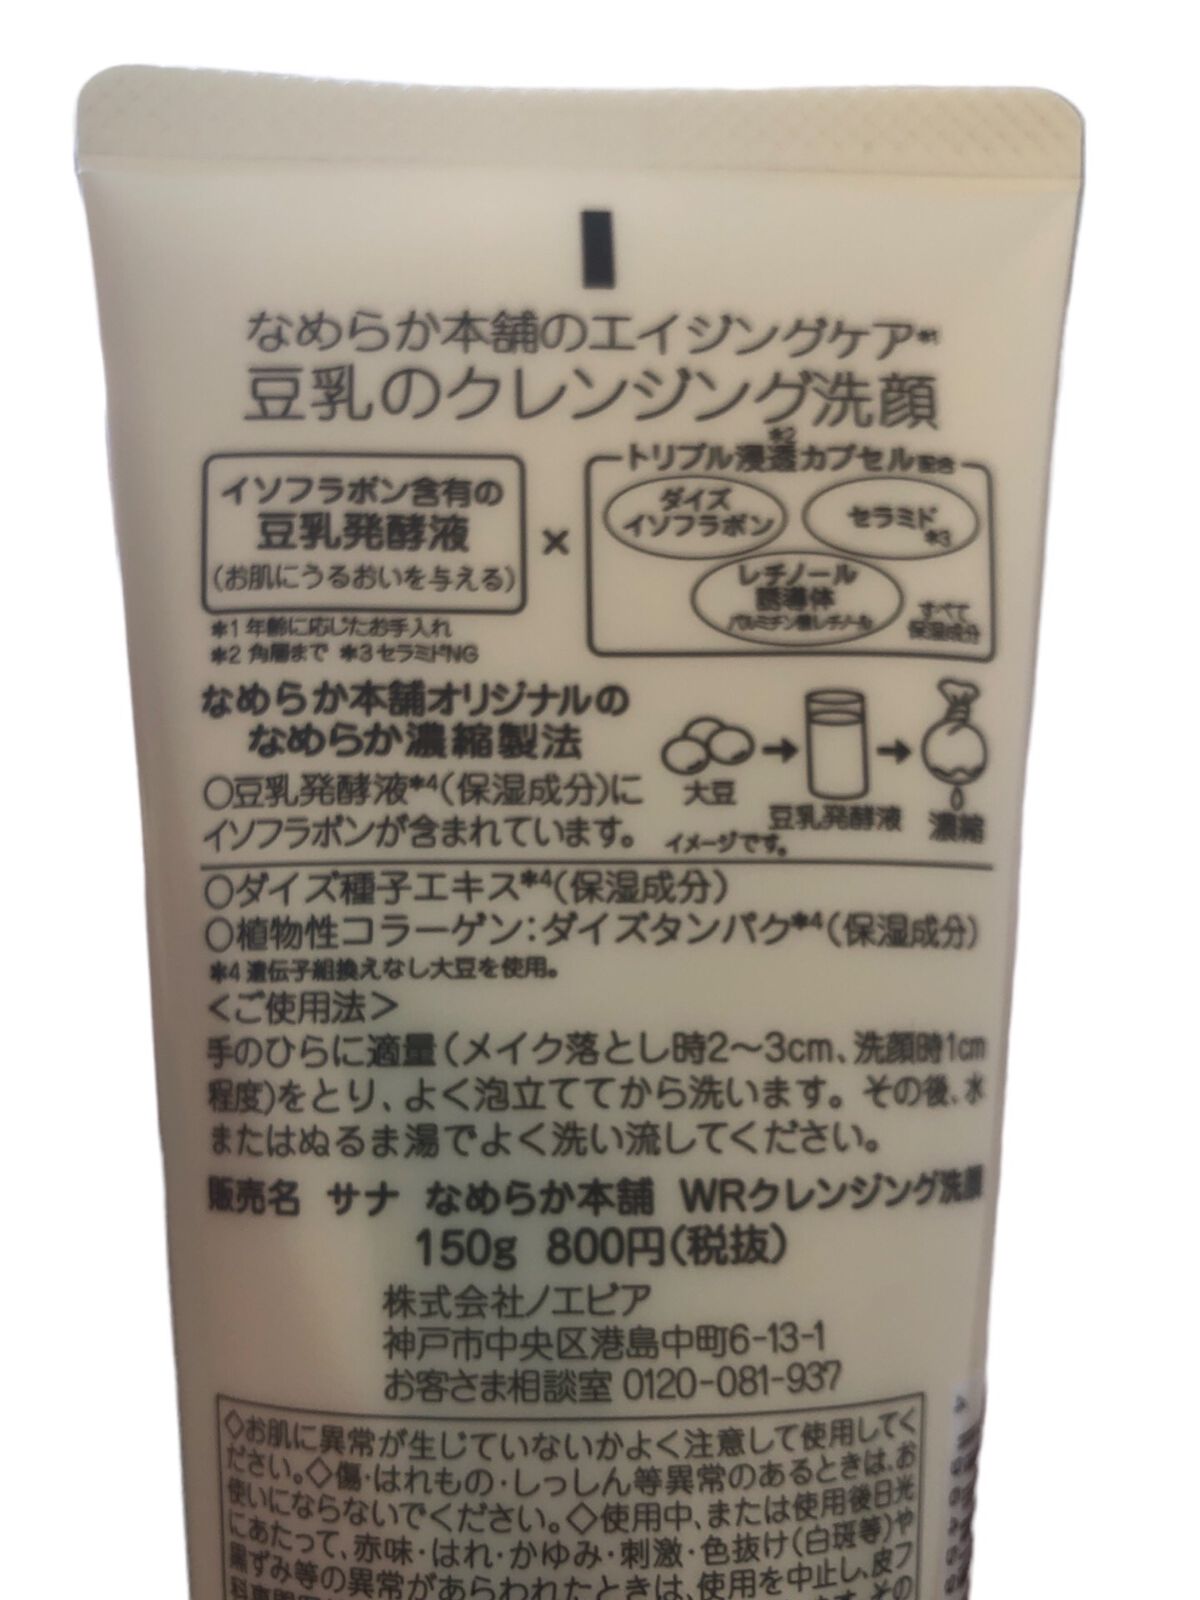 なめらか本舗のエイジングケア*1
豆乳のクレンジング洗顔
イソフラボン含有の
豆乳発酵液
(お肌にうるおいを与える)
×
トリプル浸透*2カプセル配合
ダイズ
イソフラボン
セラミド
*3
レチノール
誘導体
パルミチン酸レチノール
すべて
保湿成分
*1 年齢に応じたお手入れ
*2 角層まで *3 セラミドNG
なめらか本舗オリジナルの
なめらか濃縮製法
○豆乳発酵液*4(保湿成分)に
イソフラボンが含まれています。
大豆
豆乳発酵液
濃縮
イメージです。
○ダイズ種子エキス*4(保湿成分)
○植物性コラーゲン:ダイズタンパク*4(保湿成分)
*4 遺伝子組換えなし大豆を使用。
<ご使用法>
手のひらに適量(メイク落とし時2〜3cm、洗顔時1cm
程度)をとり、よく泡立ててから洗います。その後、水
またはぬるま湯でよく洗い流してください。
販売名 サナ なめらか本舗 WRクレンジング洗顔
150g 800円(税抜)
株式会社ノエビア
神戸市中央区港島中町6-13-1
お客さま相談室 0120-081-937
◇お肌に異常が生じていないかよく注意して使用してく
ださい。◇傷・はれもの・しっしん等異常のあるときは、お
使いにならないでください。◇使用中、または使用後日光
にあたって、赤味・はれ・かゆみ・刺激・色抜け(白斑等)や
黒ずみ等の異常があらわれたときは、使用を中止し、皮フ